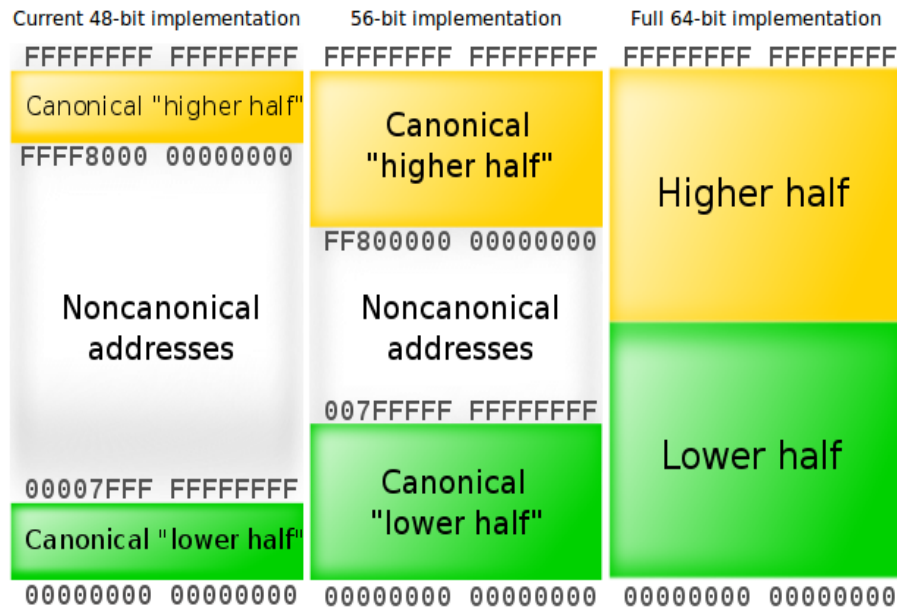 Current 48-bit implementation
FFFFFFFF FFFFFFFF
Canonical "higher half"
FFFF8000 00000000
Noncanonical
addresses
00007FFF FFFFFFFF
Canonical "lower half"
00000000 00000000
56-bit implementation
FFFFFFFF FFFFFFFF
Canonical
"higher half"
FF800000 00000000
Noncanonical
addresses
007FFFFF FFFFFFFF
Canonical
"lower half"
00000000 00000000
Full 64-bit implementation
FFFFFFFF FFFFFFFF
Higher half
Lower half
00000000 00000000